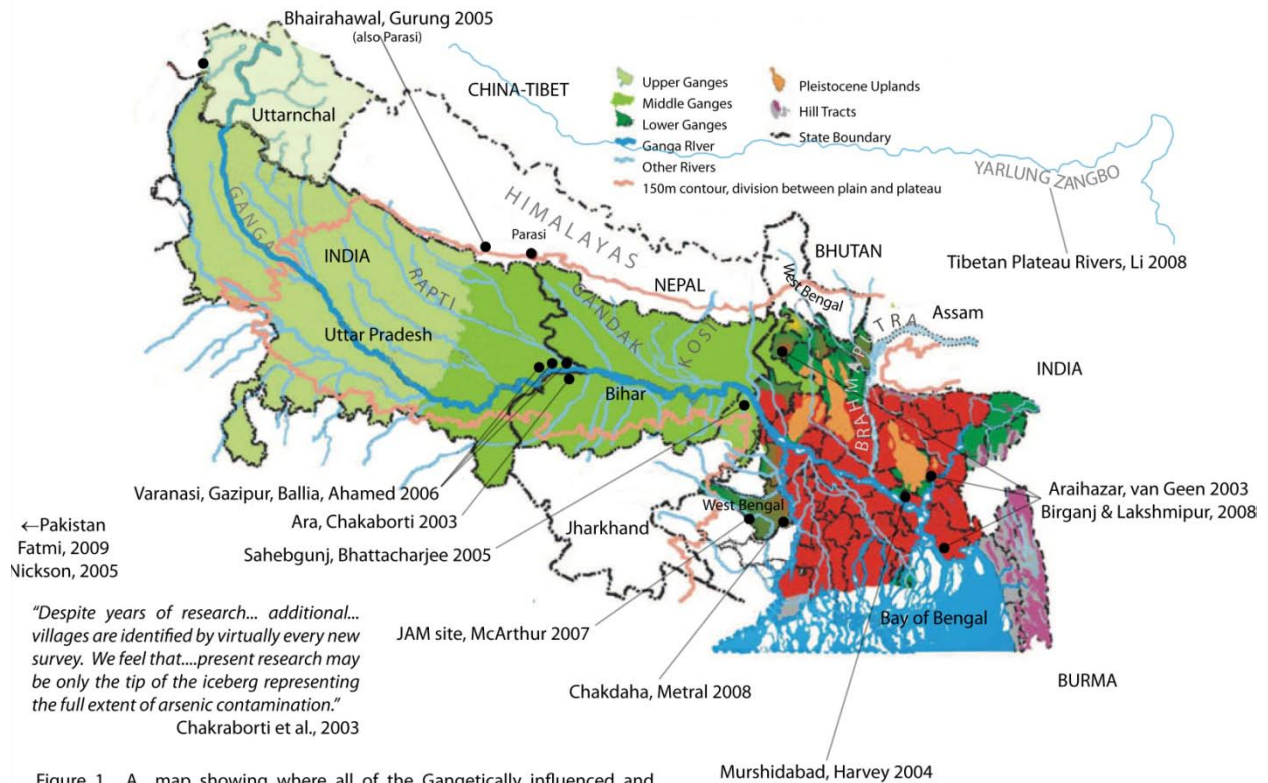 Bhairahawal, Gurung 2005
(also Parasi)
CHINA-TIBET
Upper Ganges
Middle Ganges
Lower Ganges
Ganga RIver
Other Rivers
150m contour, division between plain and plateau
Pleistocene Uplands
Hill Tracts
State Boundary
Uttarnchal
YARLUNG ZANGBO
GANGA
HIMALAYAS
Parasi
INDIA
RAPTI
NEPAL
BHUTAN
West Bengal
Tibetan Plateau Rivers, Li 2008
GANDAK
KOSI
BRAHMAPUTRA
Assam
Uttar Pradesh
INDIA
Bihar
Varanasi, Gazipur, Ballia, Ahamed 2006
Ara, Chakaborti 2003
Sahebgunj, Bhattacharjee 2005
Jharkhand
West Bengal
Araihazar, van Geen 2003
Birganj & Lakshmipur, 2008
←Pakistan
Fatmi, 2009
Nickson, 2005
"Despite years of research... additional...
villages are identified by virtually every new
survey. We feel that....present research may
be only the tip of the iceberg representing
the full extent of arsenic contamination."
Chakraborti et al., 2003
JAM site, McArthur 2007
Bay of Bengal
Chakdaha, Metral 2008
BURMA
Murshidabad, Harvey 2004
Figure 1. A map showing where all of the Gangetically influenced and